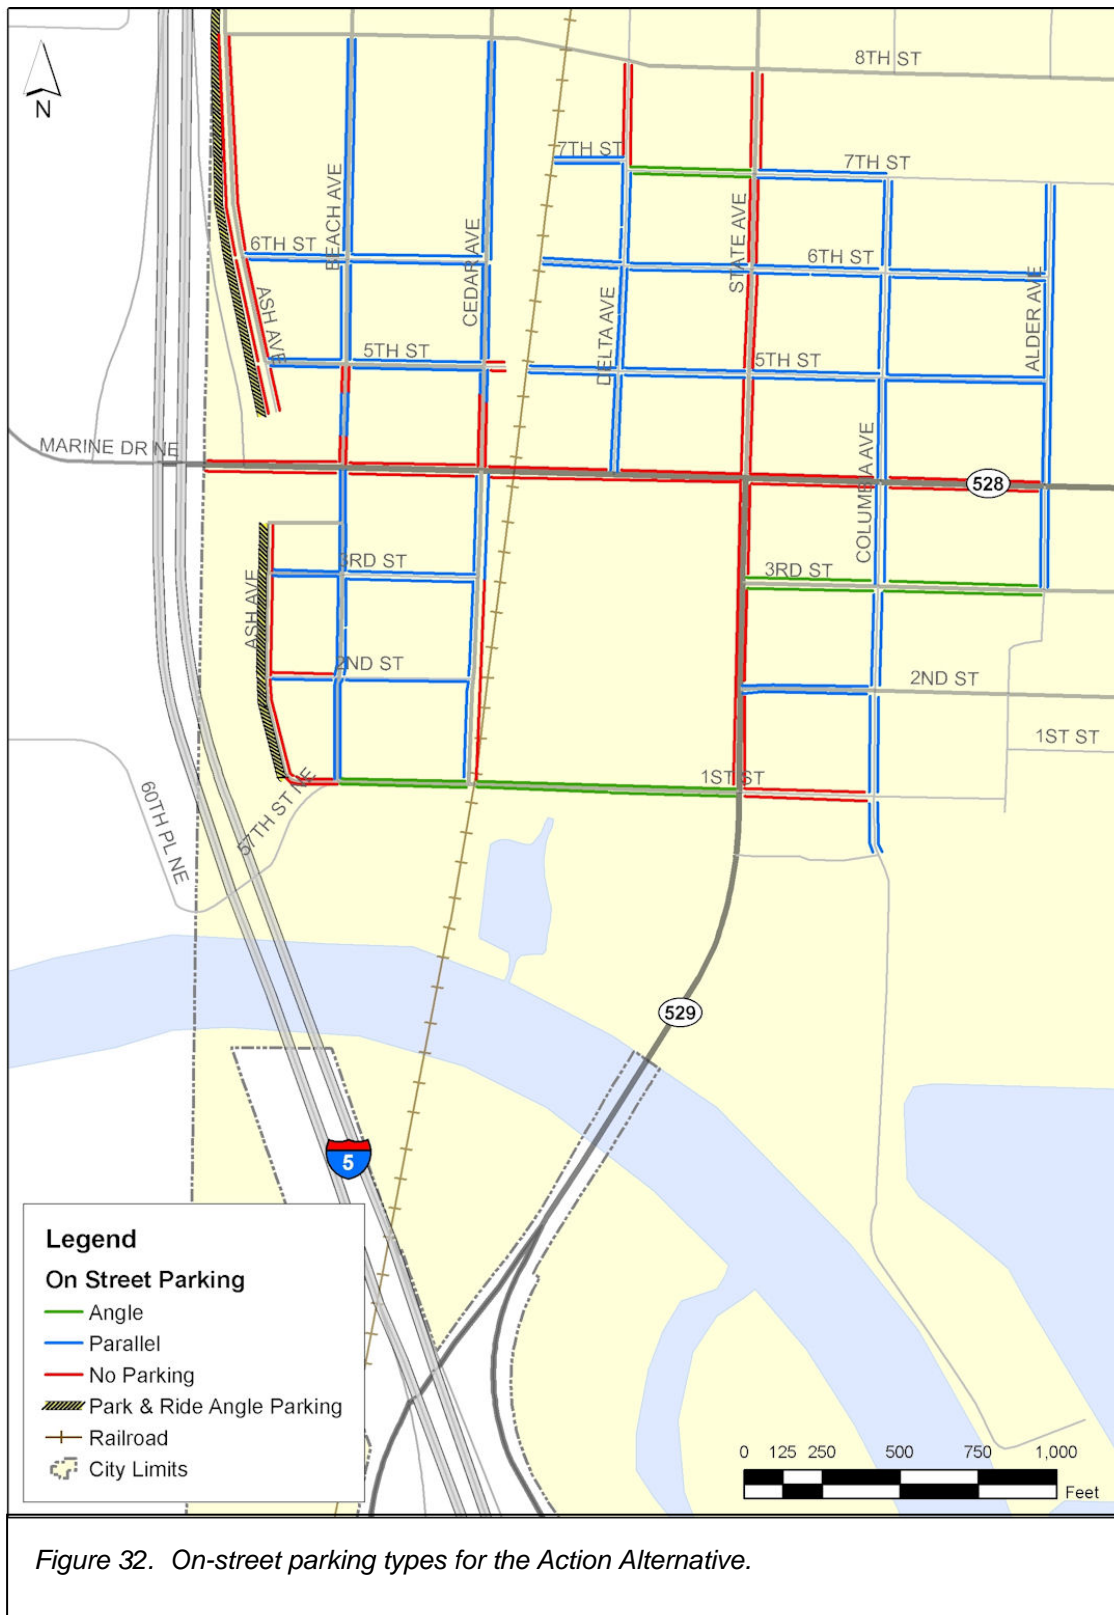 8TH ST
N
7TH ST
7TH ST
BEACH AVE
CEDAR AVE
STATE AVE
6TH ST
6TH ST
ASH AVE
DELTA AVE
ALDER AVE
5TH ST
5TH ST
MARINE DR NE
COLUMBIA AVE
528
3RD ST
3RD ST
ASH AVE
2ND ST
2ND ST
1ST ST
1ST ST
57TH ST NE
60TH PL NE
529
5
Legend
On Street Parking
Angle
Parallel
No Parking
Park & Ride Angle Parking
Railroad
City Limits
0 125 250 500 750 1,000
Feet
Figure 32. On-street parking types for the Action Alternative.